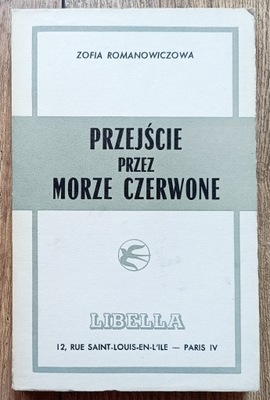 ZOFIA ROMANOWICZOWA
PRZEJŚCIE
PRZEZ
MORZE CZERWONE
LIBELLA
12, RUE SAINT-LOUIS-EN-L'ILE — PARIS IV